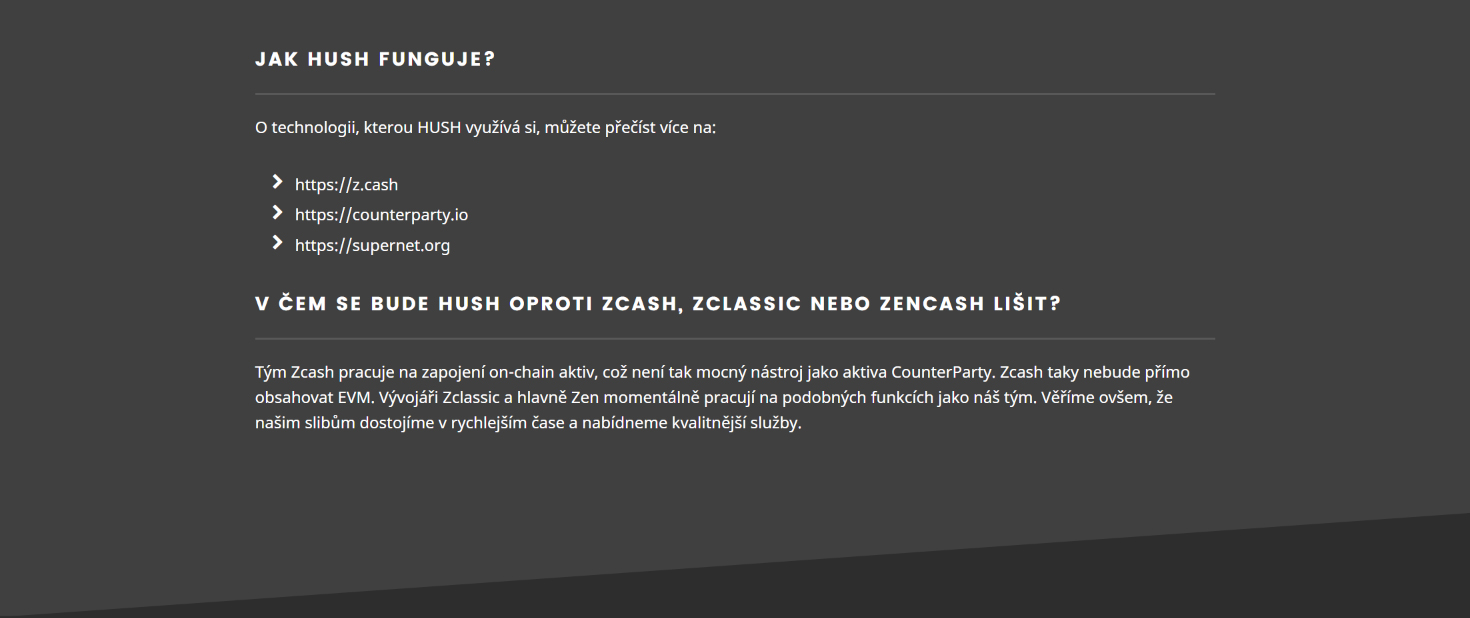 JAK HUSH FUNGUJE?
O technologii, kterou HUSH využívá si, můžete přečíst více na:
https://z.cash
https://counterparty.io
https://supernet.org
V ČEM SE BUDE HUSH OPROTI ZCASH, ZCLASSIC NEBO ZENCASH LIŠIT?
Tým Zcash pracuje na zapojení on-chain aktiv, což není tak mocný nástroj jako aktiva CounterParty. Zcash taky nebude přímo
obsahovat EVM. Vývojáři Zclassic a hlavně Zen momentálně pracují na podobných funkcích jako náš tým. Věříme ovšem, že
našim slibům dostojíme v rychlejším čase a nabídneme kvalitnější služby.